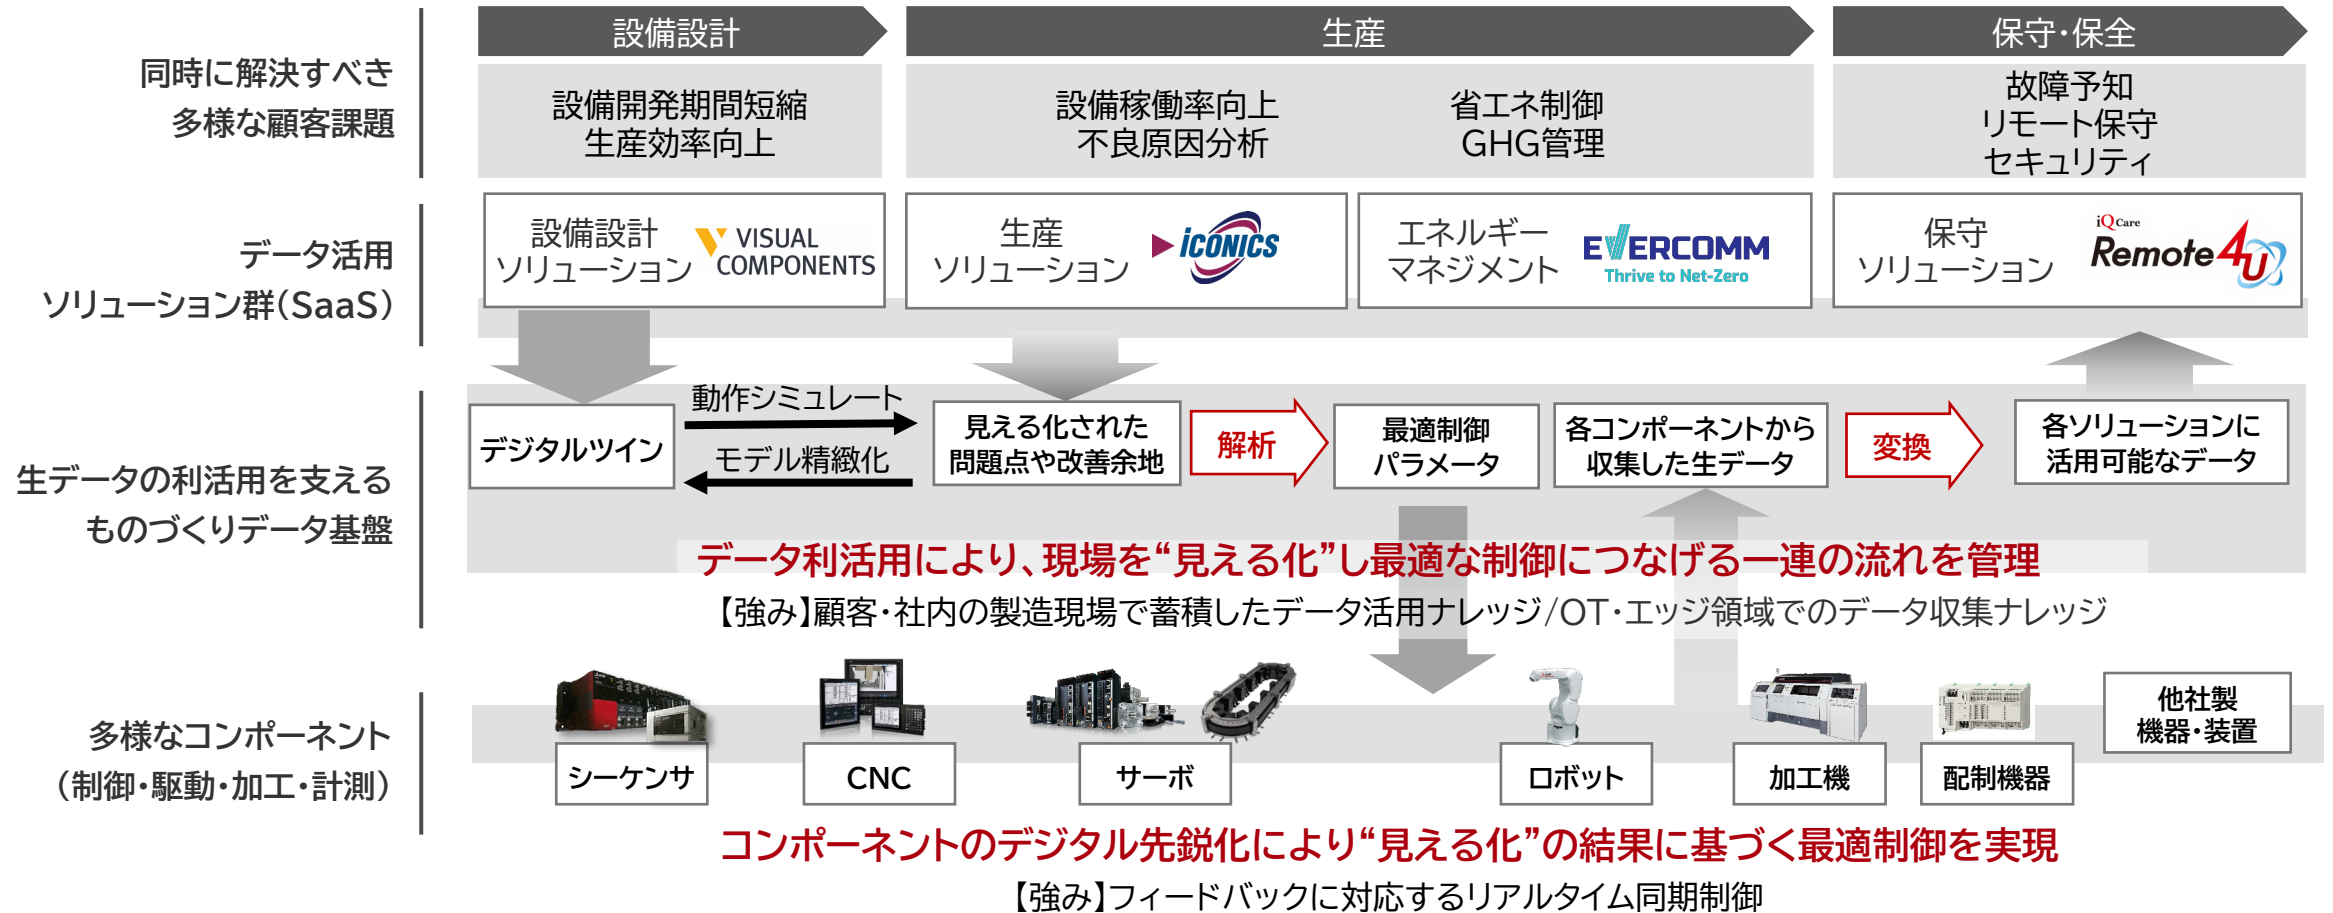 設備設計
生産
保守・保全
同時に解決すべき
多様な顧客課題
設備開発期間短縮
生産効率向上
設備稼働率向上
不良原因分析
省エネ制御
GHG管理
故障予知
リモート保守
セキュリティ
データ活用
ソリューション群(SaaS)
設備設計
ソリューション
VISUAL
COMPONENTS
生産
ソリューション
ICONICS
エネルギー
マネジメント
EVERCOMM
Thrive to Net-Zero
保守
ソリューション
iQ Care
Remote4U
生データの利活用を支える
ものづくりデータ基盤
デジタルツイン
動作シミュレート
モデル精緻化
見える化された
問題点や改善余地
解析
最適制御
パラメータ
各コンポーネントから
収集した生データ
変換
各ソリューションに
活用可能なデータ
データ利活用により、現場を“見える化”し最適な制御につなげる一連の流れを管理
【強み】顧客・社内の製造現場で蓄積したデータ活用ナレッジ/OT・エッジ領域でのデータ収集ナレッジ
多様なコンポーネント
(制御・駆動・加工・計測)
シーケンサ
CNC
サーボ
ロボット
加工機
配制機器
他社製
機器・装置
コンポーネントのデジタル先鋭化により“見える化”の結果に基づく最適制御を実現
【強み】フィードバックに対応するリアルタイム同期制御